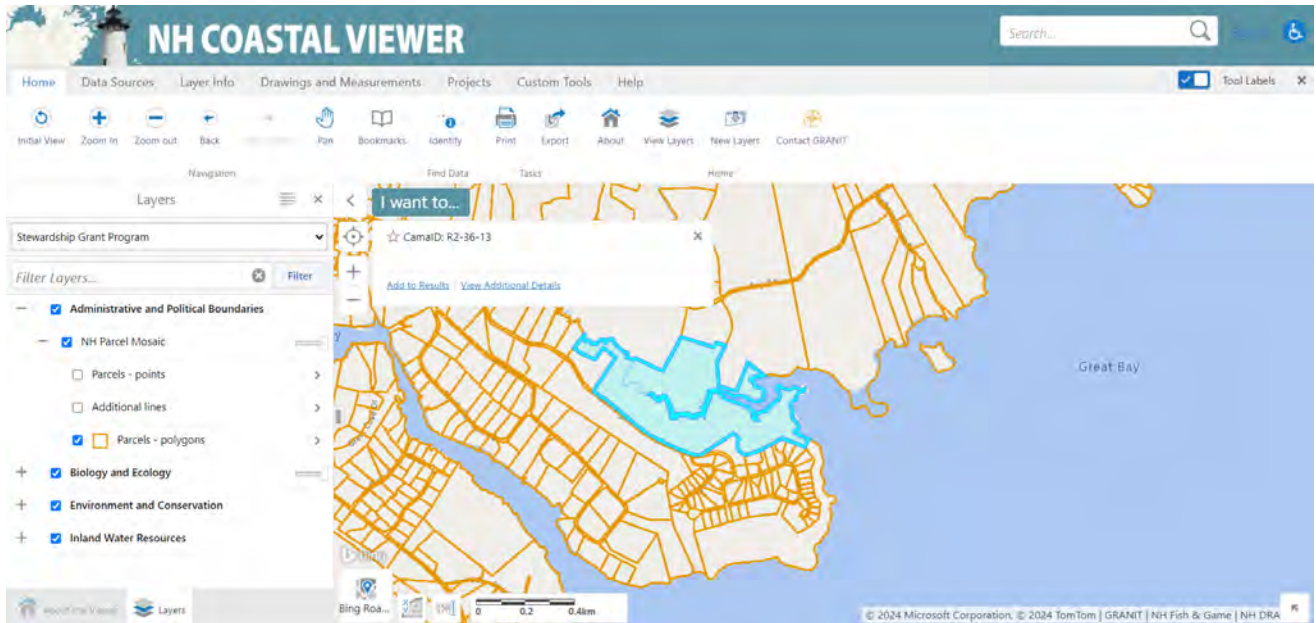 NH COASTAL VIEWER
Search...
Home Data Sources Layer Info Drawings and Measurements Projects Custom Tools Help
Tool Labels
Initial View Zoom In Zoom out Back Pan Bookmarks Identify Print Export About View Layers New Layers Contact GRANIT
Navigation Find Data Tasks Home
Layers
I want to...
Stewardship Grant Program
CamaID: R2-36-13
Filter Layers... Filter
Add to Results View Additional Details
Administrative and Political Boundaries
NH Parcel Mosaic
Parcels - points
Great Bay
Additional lines
Parcels - polygons
Biology and Ecology
Environment and Conservation
Inland Water Resources
Bing Roa...
0 0.2 0.4km
About the Viewer Layers
© 2024 Microsoft Corporation, © 2024 TomTom | GRANIT | NH Fish & Game | NH DRA